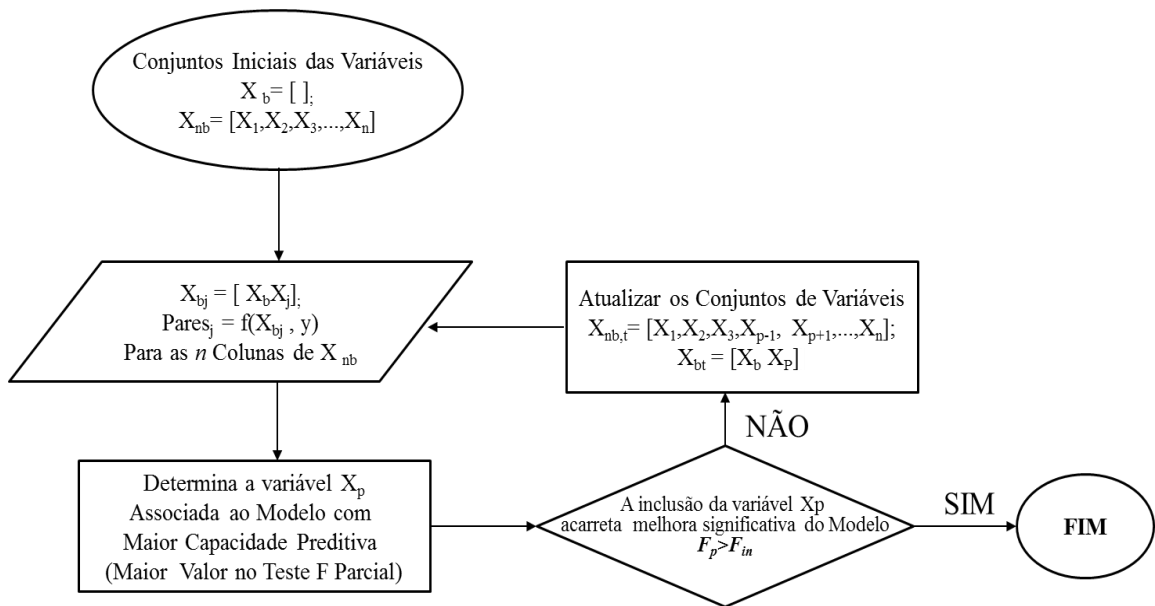 Conjuntos Iniciais das Variáveis
X b= [ ];
Xnb= [X1,X2,X3,...,Xn]
Xbj = [ XbXj];
Paresj = f(Xbj , y)
Para as n Colunas de X nb
Atualizar os Conjuntos de Variáveis
Xnb,t= [X1,X2,X3,Xp-1, Xp+1,...,Xn];
Xbt = [Xb XP]
NÃO
Determina a variável Xp
Associada ao Modelo com
Maior Capacidade Preditiva
(Maior Valor no Teste F Parcial)
A inclusão da variável Xp
acarreta melhora significativa do Modelo
Fp>Fin
SIM
FIM